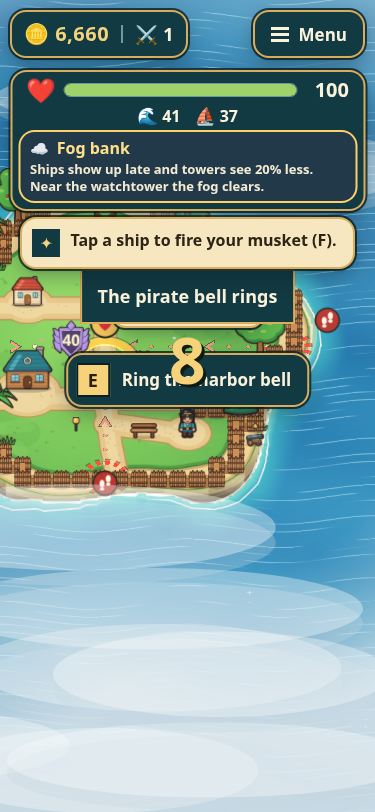 6,660
1
Menu
100
41
37
Fog bank
Ships show up late and towers see 20% less.
Near the watchtower the fog clears.
Tap a ship to fire your musket (F).
The pirate bell rings
40
8
E
Ring the harbor bell